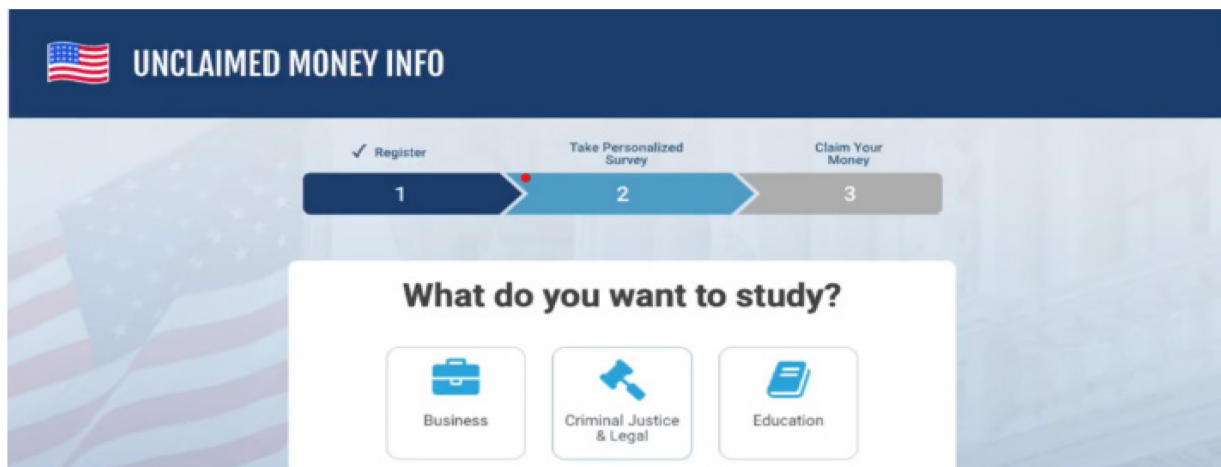 UNCLAIMED MONEY INFO
✓ Register
Take Personalized
Survey
Claim Your
Money
1
2
3
What do you want to study?
Business
Criminal Justice
& Legal
Education